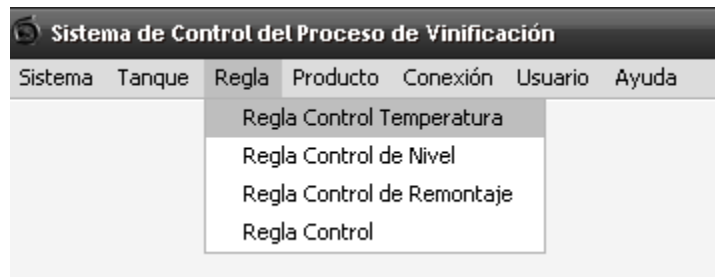 Sistema de Control del Proceso de Vinificación
Sistema Tanque Regla Producto Conexión Usuario Ayuda
Regla Control Temperatura
Regla Control de Nivel
Regla Control de Remontaje
Regla Control